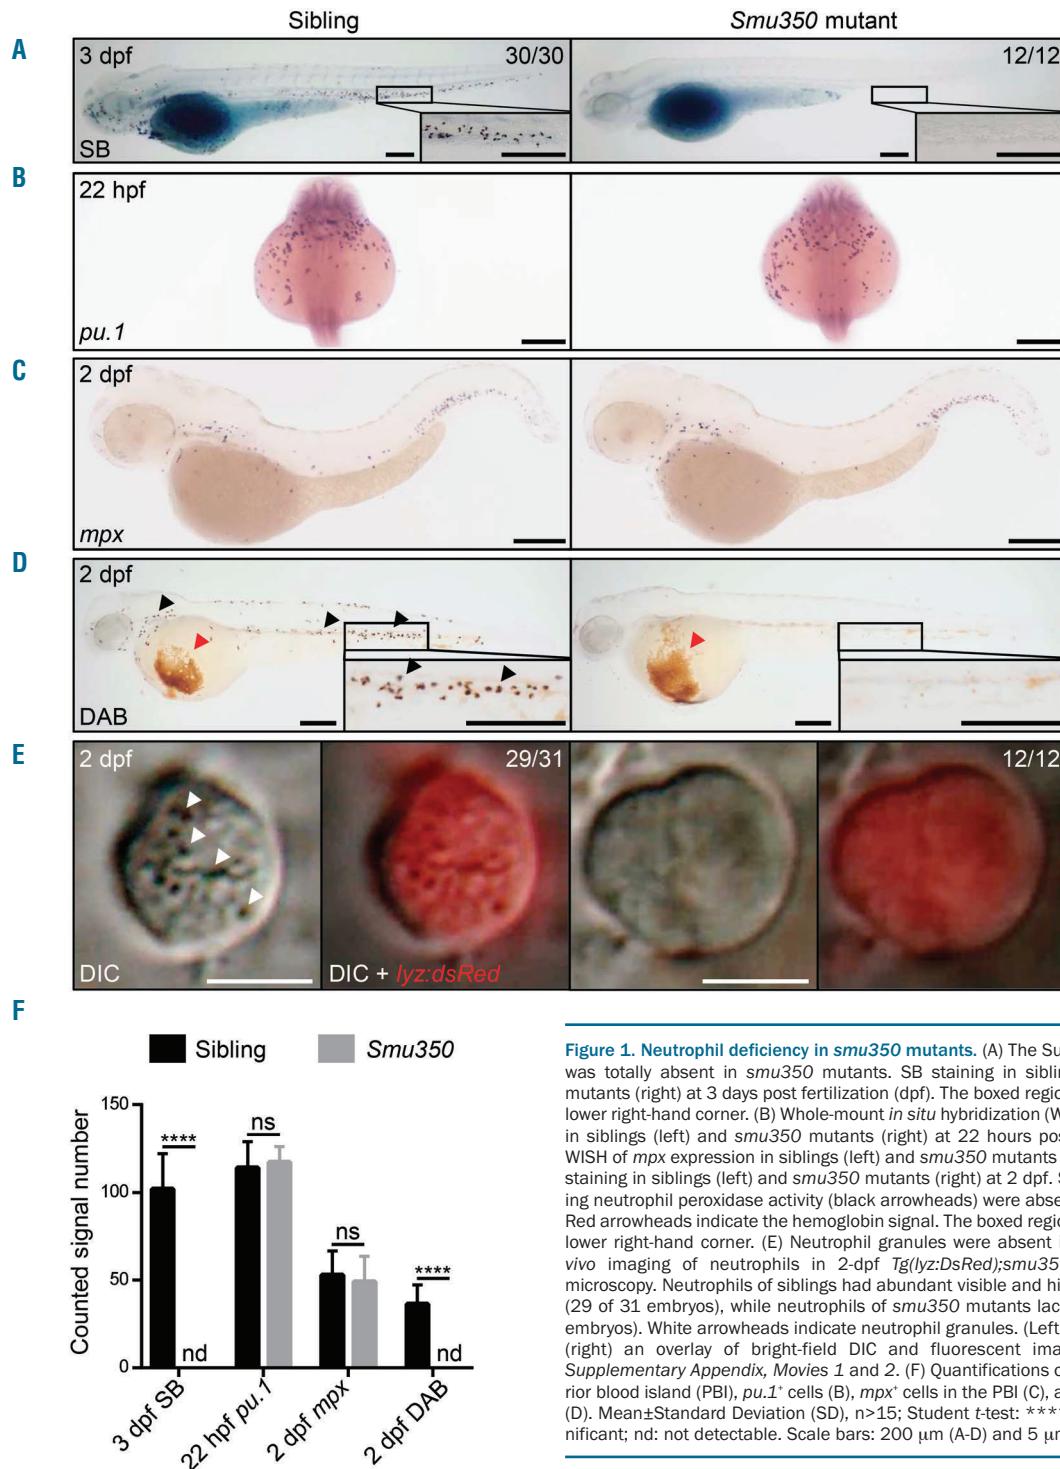 Sibling
Smu350 mutant
A
3 dpf
30/30
12/12
SB
B
22 hpf
pu.1
C
2 dpf
mpx
D
2 dpf
DAB
E
2 dpf
29/31
12/12
DIC
DIC + lyz:dsRed
F
Sibling
Smu350
Counted signal number
150
100
50
0
****
ns
ns
****
nd
nd
3 dpf SB
22 hpf pu.1
2 dpf mpx
2 dpf DAB
Figure 1. Neutrophil deficiency in smu350 mutants. (A) The Su
was totally absent in smu350 mutants. SB staining in siblin
mutants (right) at 3 days post fertilization (dpf). The boxed regio
lower right-hand corner. (B) Whole-mount in situ hybridization (W
in siblings (left) and smu350 mutants (right) at 22 hours pos
WISH of mpx expression in siblings (left) and smu350 mutants
staining in siblings (left) and smu350 mutants (right) at 2 dpf. S
ing neutrophil peroxidase activity (black arrowheads) were abse
Red arrowheads indicate the hemoglobin signal. The boxed regio
lower right-hand corner. (E) Neutrophil granules were absent i
vivo imaging of neutrophils in 2-dpf Tg(lyz:DsRed);smu35
microscopy. Neutrophils of siblings had abundant visible and hi
(29 of 31 embryos), while neutrophils of smu350 mutants lac
embryos). White arrowheads indicate neutrophil granules. (Left
(right) an overlay of bright-field DIC and fluorescent ima
Supplementary Appendix, Movies 1 and 2. (F) Quantifications o
rior blood island (PBI), pu.1⁺ cells (B), mpx⁺ cells in the PBI (C), a
(D). Mean±Standard Deviation (SD), n>15; Student t-test: ****
nificant; nd: not detectable. Scale bars: 200 μm (A-D) and 5 μm